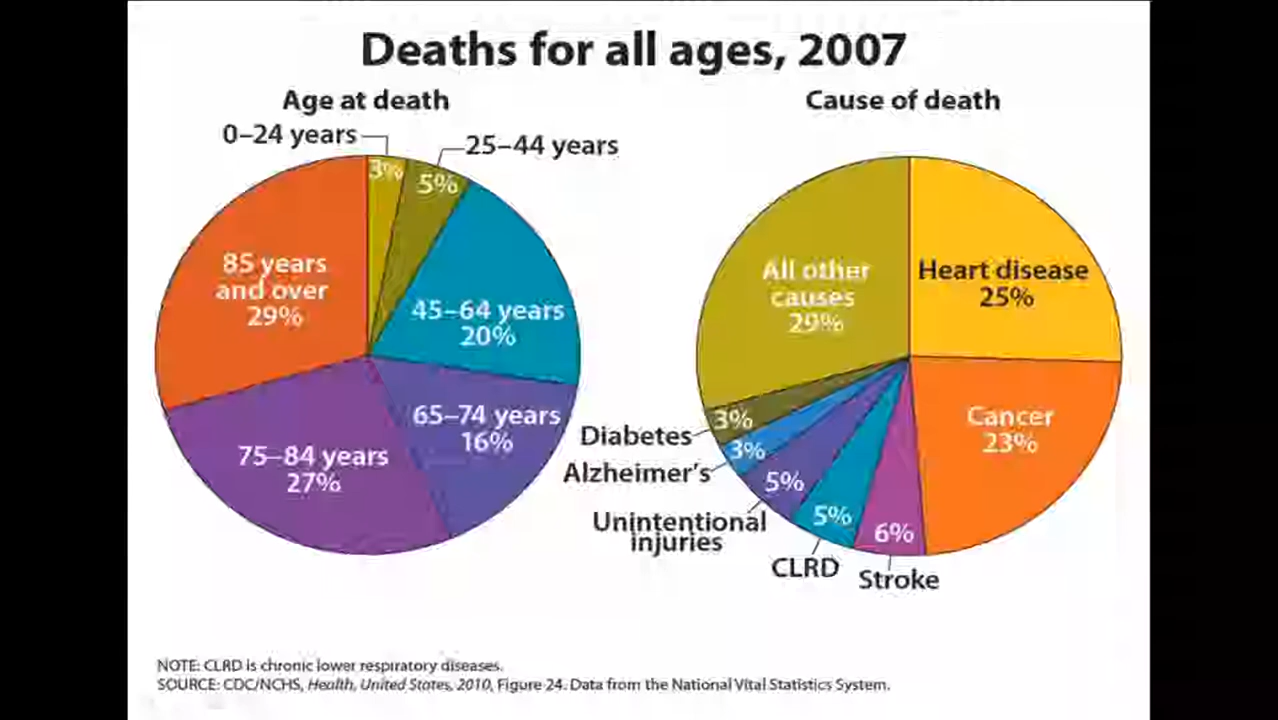 Deaths for all ages, 2007
Age at death
0–24 years
25–44 years
3%
5%
85 years
and over
29%
45–64 years
20%
65–74 years
16%
75–84 years
27%
Cause of death
All other
causes
29%
Heart disease
25%
Cancer
23%
Diabetes
3%
Alzheimer's
3%
Unintentional
injuries
5%
CLRD
5%
Stroke
6%
NOTE: CLRD is chronic lower respiratory diseases.
SOURCE: CDC/NCHS, Health, United States, 2010, Figure 24. Data from the National Vital Statistics System.